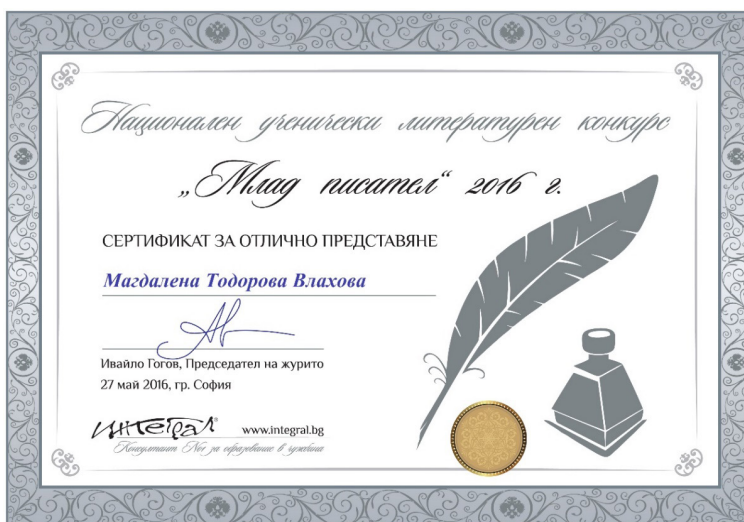 Национален ученически литературен конкурс
„Млад писател“ 2016 г.
СЕРТИФИКАТ ЗА ОТЛИЧНО ПРЕДСТАВЯНЕ
Магдалена Тодорова Влахова
Ивайло Гогов, Председател на журито
27 май 2016, гр. София
ИНТЕГРАЛ® www.integral.bg
Консултант №1 за образование в чужбина